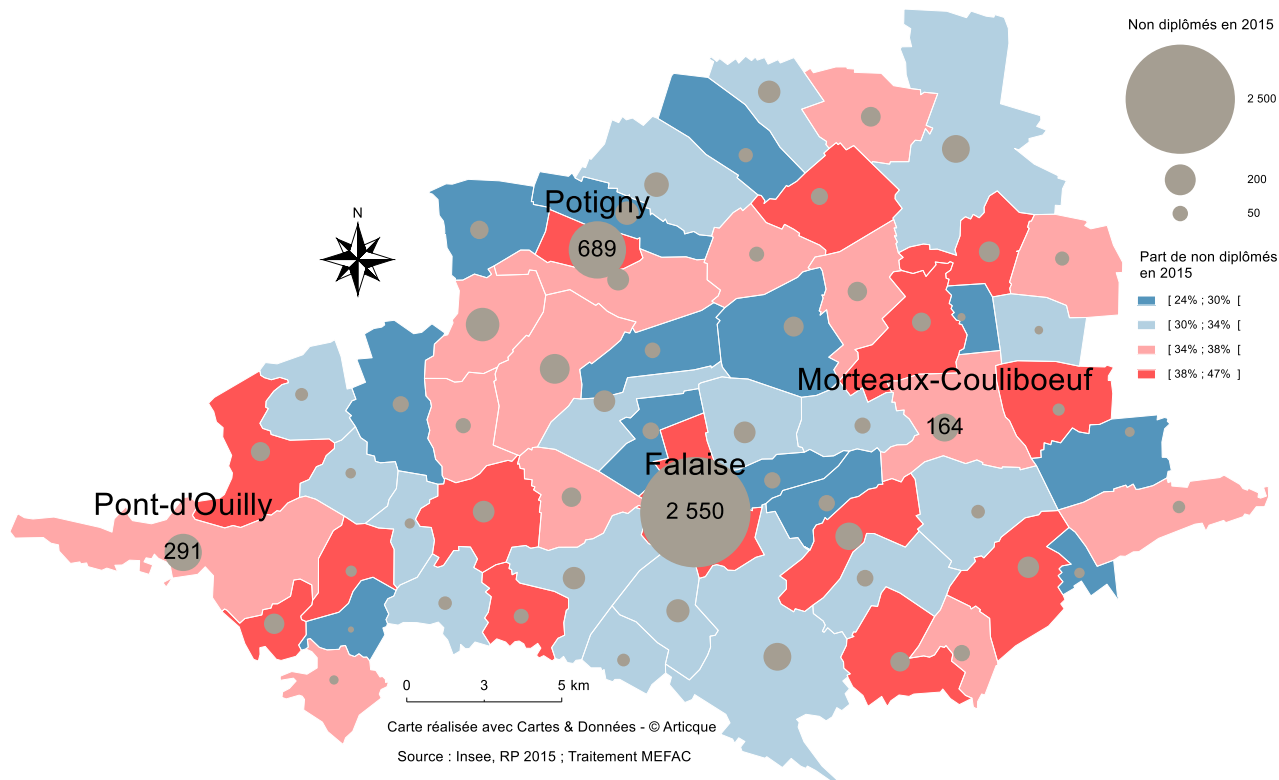 Non diplômés en 2015
2 500
200
50
N
Potigny
689
Part de non diplômés
en 2015
[ 24% ; 30% [
[ 30% ; 34% [
[ 34% ; 38% [
[ 38% ; 47% ]
Morteaux-Couliboeuf
164
Falaise
2 550
Pont-d'Ouilly
291
0 3 5 km
Carte réalisée avec Cartes & Données - © Articque
Source : Insee, RP 2015 ; Traitement MEFAC